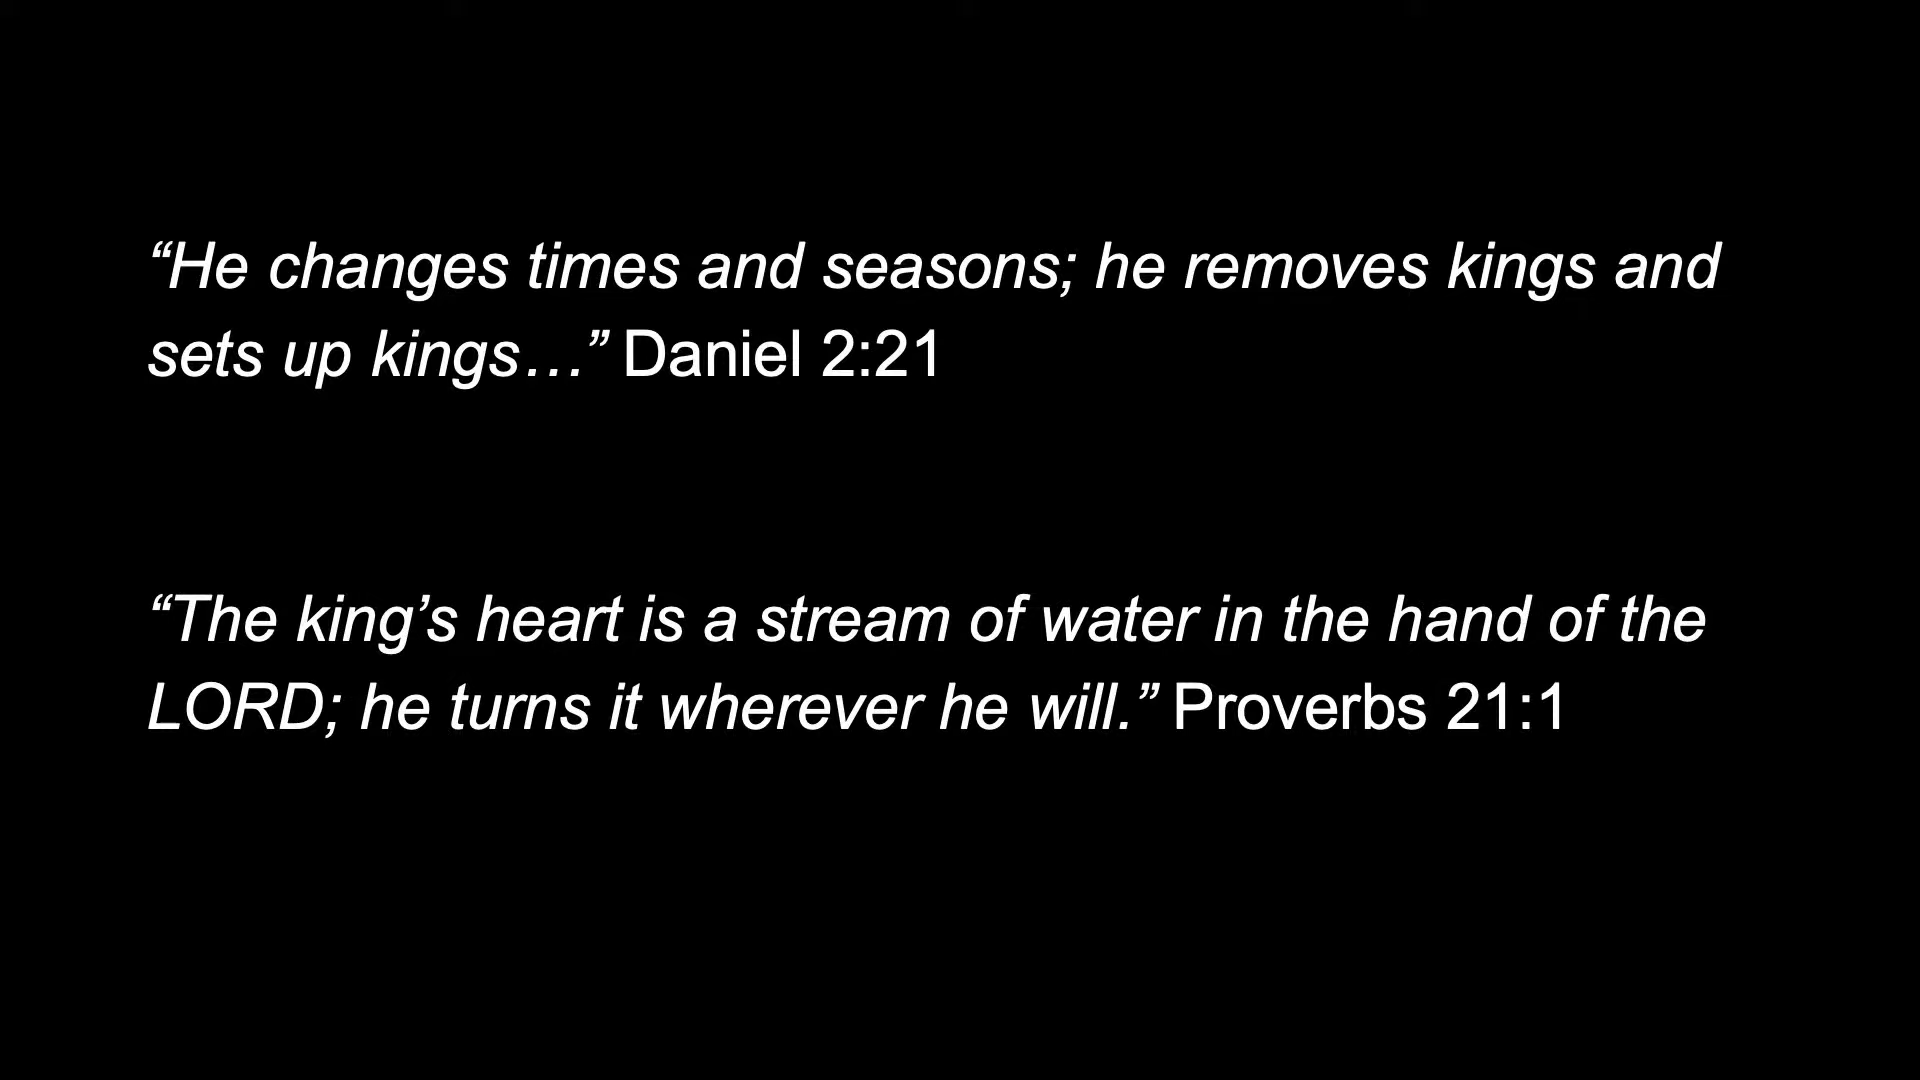 “He changes times and seasons; he removes kings and
sets up kings…” Daniel 2:21
“The king’s heart is a stream of water in the hand of the
LORD; he turns it wherever he will.” Proverbs 21:1